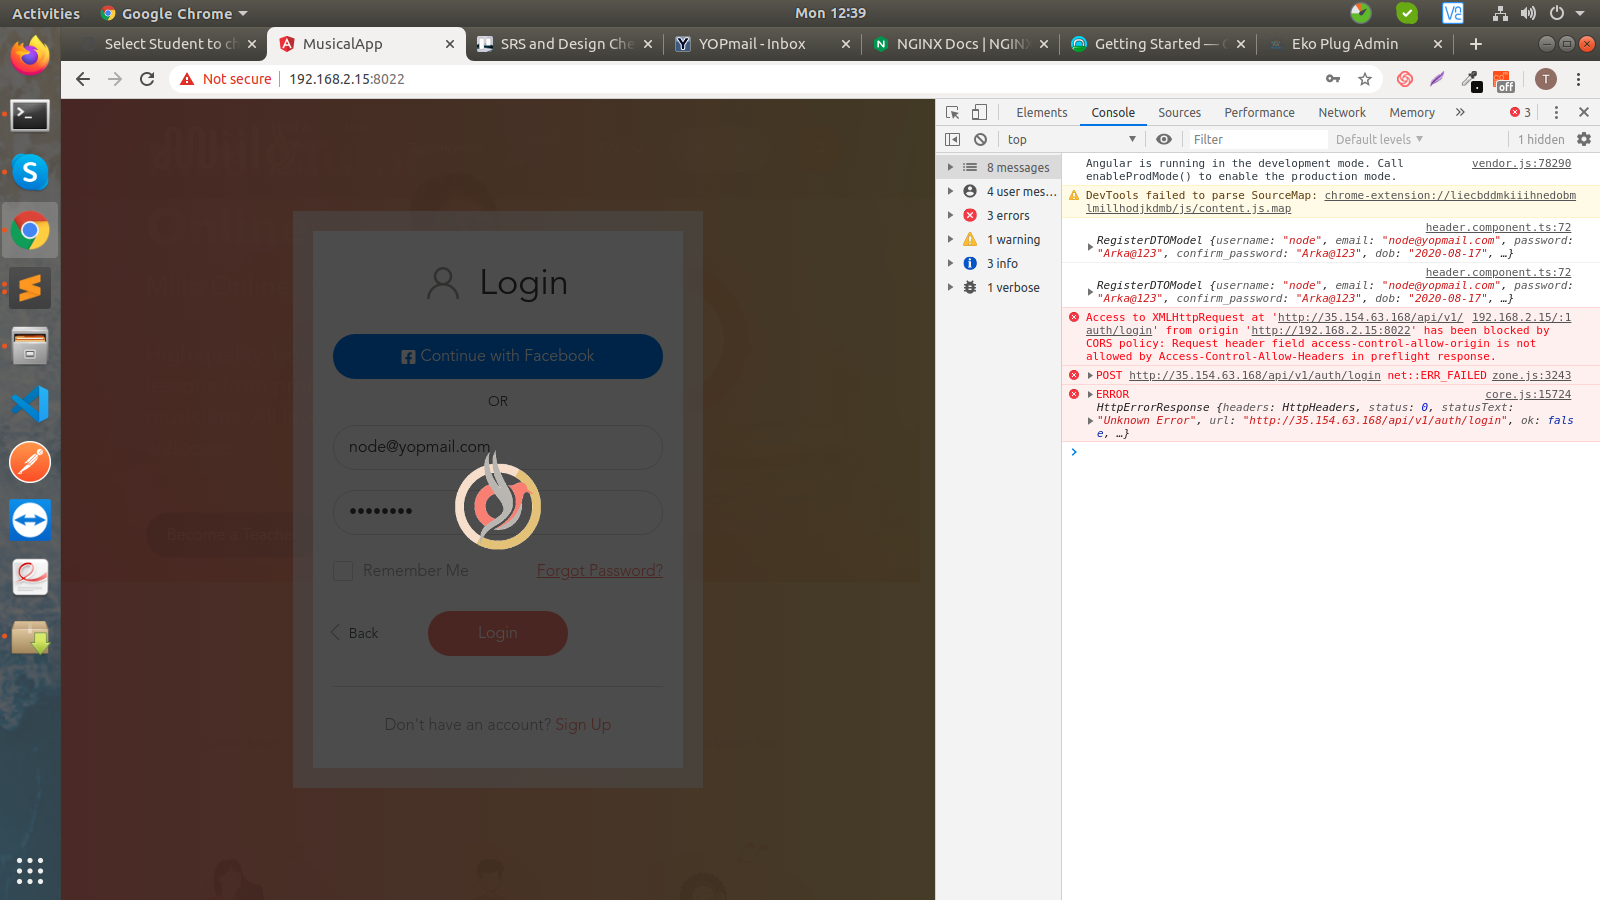 Activities
Google Chrome
Mon 12:39
Select Student to ch
MusicalApp
SRS and Design Che
YOPmail - Inbox
NGINX Docs | NGINX
Getting Started — 
Eko Plug Admin
Not secure
192.168.2.15:8022
off
T
Elements
Console
Sources
Performance
Network
Memory
3
top
Filter
Default levels
1 hidden
8 messages
4 user mes...
3 errors
1 warning
3 info
1 verbose
Angular is running in the development mode. Call vendor.js:78290
enableProdMode() to enable the production mode.
DevTools failed to parse SourceMap: chrome-extension://liecbddmkiiihnedobm
lmillhodjkdmb/js/content.js.map
header.component.ts:72
RegisterDTOModel {username: "node", email: "node@yopmail.com", password:
"Arka@123", confirm_password: "Arka@123", dob: "2020-08-17", …}
header.component.ts:72
RegisterDTOModel {username: "node", email: "node@yopmail.com", password:
"Arka@123", confirm_password: "Arka@123", dob: "2020-08-17", …}
Access to XMLHttpRequest at 'http://35.154.63.168/api/v1/ 192.168.2.15/:1
auth/login' from origin 'http://192.168.2.15:8022' has been blocked by
CORS policy: Request header field access-control-allow-origin is not
allowed by Access-Control-Allow-Headers in preflight response.
POST http://35.154.63.168/api/v1/auth/login net::ERR_FAILED zone.js:3243
ERROR core.js:15724
HttpErrorResponse {headers: HttpHeaders, status: 0, statusText:
"Unknown Error", url: "http://35.154.63.168/api/v1/auth/login", ok: fals
e, …}
Login
Continue with Facebook
OR
node@yopmail.com
Remember Me
Forgot Password?
Back
Login
Don't have an account? Sign Up
Become a Teache